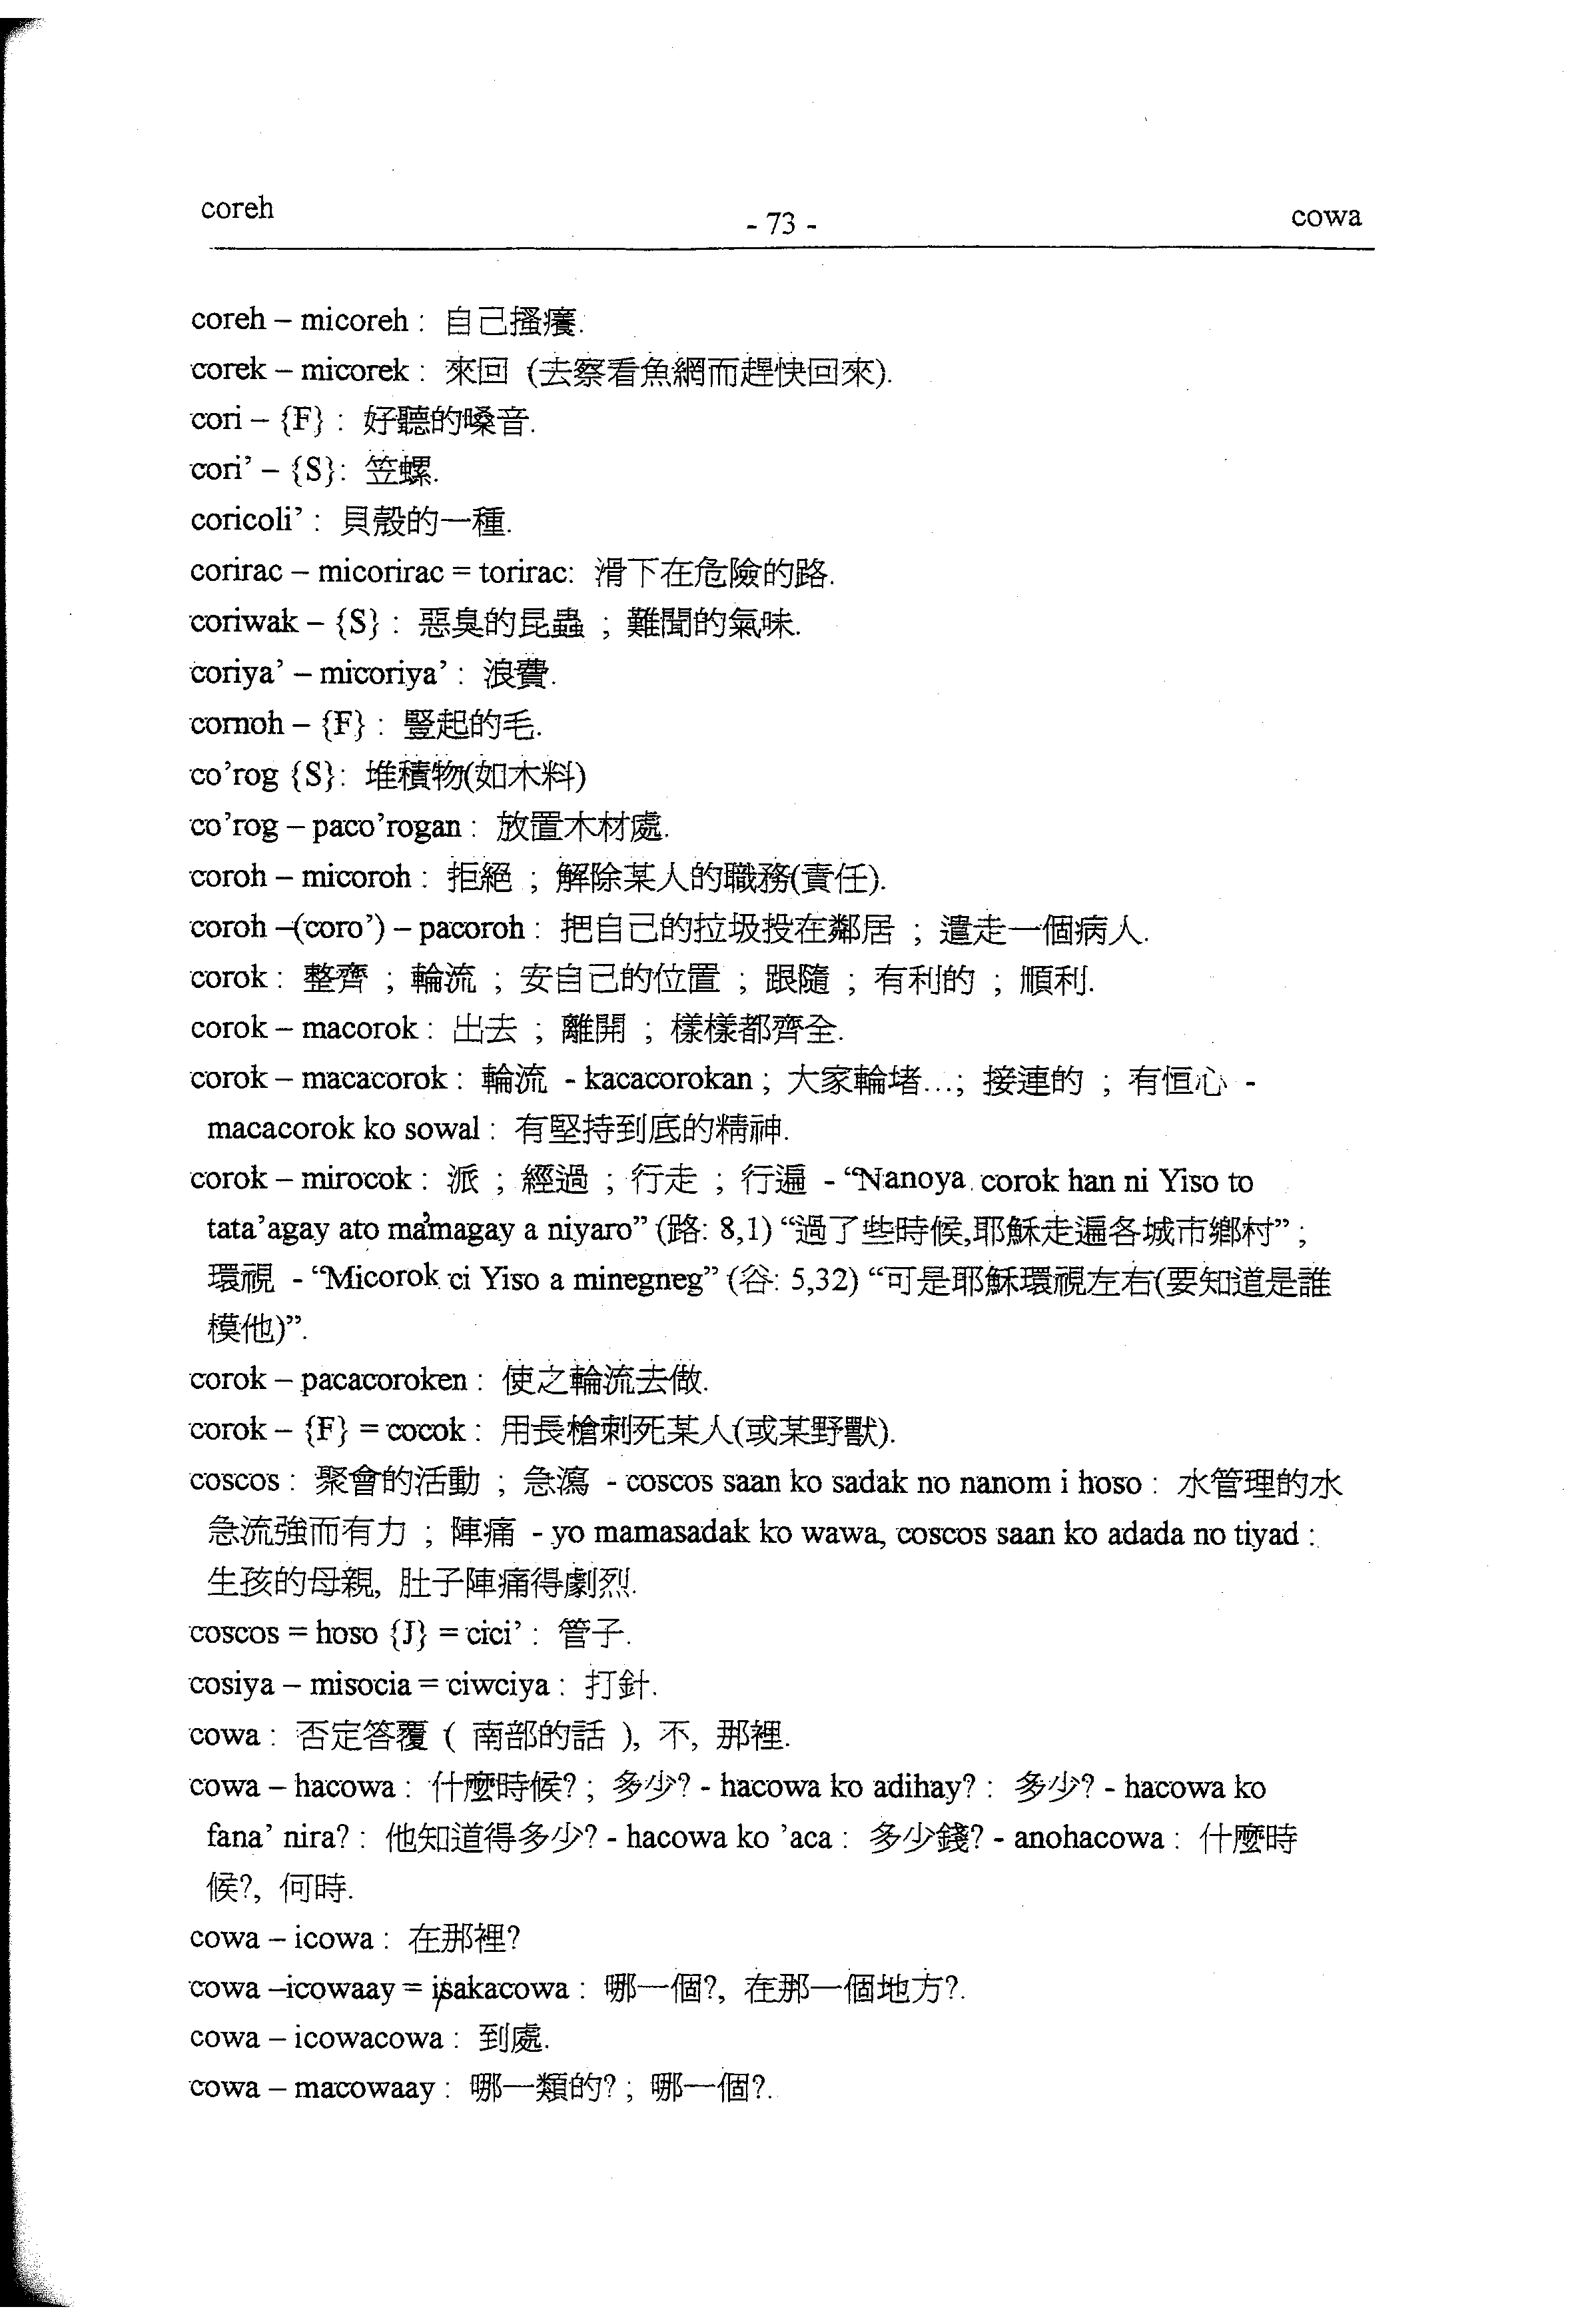 coreh
- 73 -
cowa
coreh – micoreh : 自己搔癢.
corek – micorek : 來回 (去察看魚網而趕快回來).
cori – {F} : 好聽的嗓音.
cori’ – {S}: 笠螺.
coricoli’ : 貝殼的一種.
corirac – micorirac = torirac: 滑下在危險的路.
coriwak – {S} : 惡臭的昆蟲 ; 難聞的氣味.
coriya’ – micoriya’ : 浪費.
cornoh – {F} : 豎起的毛.
co’rog {S}: 堆積物(如木料)
co’rog – paco’rogan : 放置木材處.
coroh – micoroh : 拒絕 ; 解除某人的職務(責任).
coroh –(coro’) – pacoroh : 把自己的垃圾投在鄰居 ; 遣走一個病人.
corok : 整齊 ; 輪流 ; 安自己的位置 ; 跟隨 ; 有利的 ; 順利.
corok – macorok : 出去 ; 離開 ; 樣樣都齊全.
corok – macacorok : 輪流 - kacacorokan ; 大家輪堵...; 接連的 ; 有恒心 -
macacorok ko sowal : 有堅持到底的精神.
corok – mirocok : 派 ; 經過 ; 行走 ; 行遍 - “Nanoya corok han ni Yiso to
tata’agay ato ma’magay a niyaro” (路: 8,1) “過了些時候,耶穌走遍各城市鄉村” ;
環視 - “Micorok ci Yiso a minegneg” (谷: 5,32) “可是耶穌環視左右(要知道是誰
模他)”.
corok – pacacoroken : 使之輪流去做.
corok – {F} = cocok : 用長槍刺死某人(或某野獸).
coscos : 聚會的活動 ; 急瀉 - coscos saan ko sadak no nanom i hoso : 水管理的水
急流強而有力 ; 陣痛 - yo mamasadak ko wawa, coscos saan ko adada no tiyad :
生孩的母親, 肚子陣痛得劇烈.
coscos = hoso {J} = cici’ : 管子.
cosiya – misocia = ciwciya : 打針.
cowa : 否定答覆 ( 南部的話 ), 不, 那裡.
cowa – hacowa : 什麼時候? ; 多少? - hacowa ko adihay? : 多少? - hacowa ko
fana’ nira? : 他知道得多少? - hacowa ko ’aca : 多少錢? - anohacowa : 什麼時
候?, 何時.
cowa – icowa : 在那裡?
cowa –icowaay = isakacowa : 哪一個?, 在那一個地方?.
cowa – icowacowa : 到處.
cowa – macowaay : 哪一類的? ; 哪一個?.